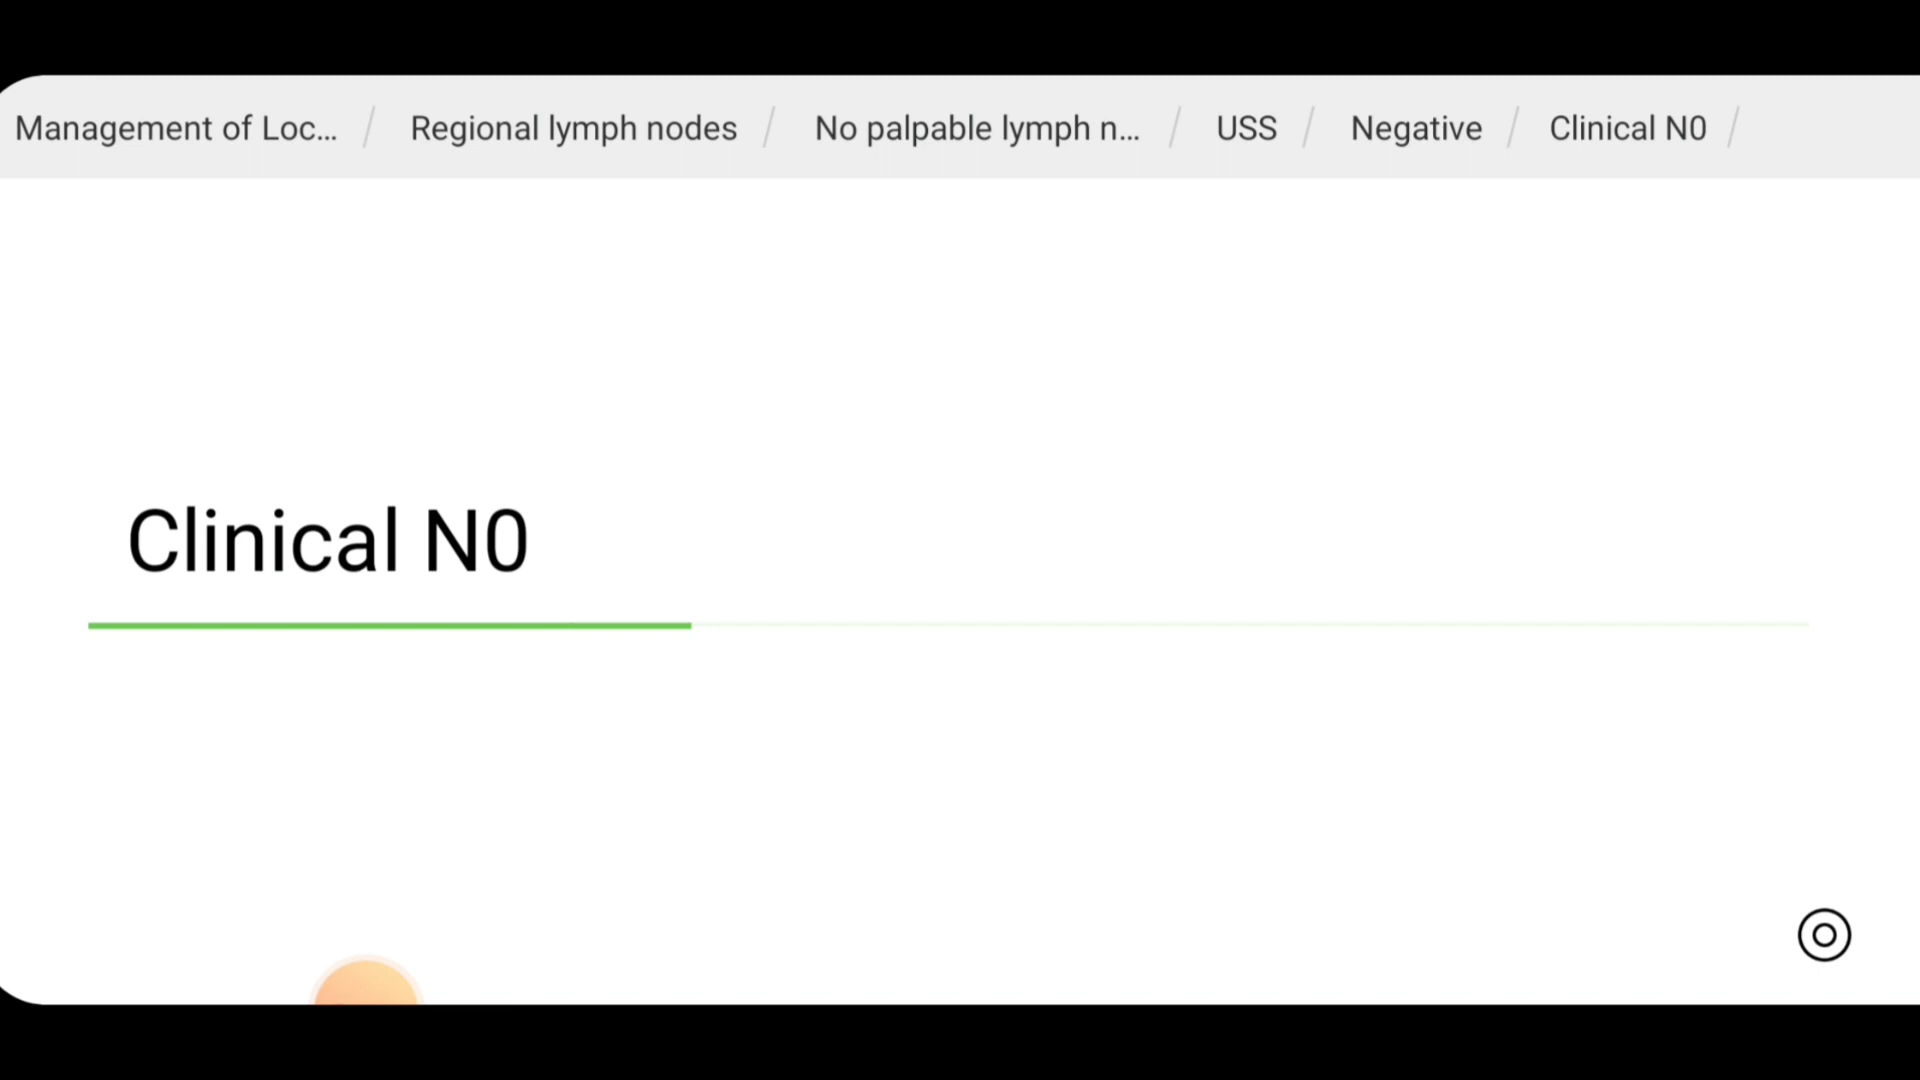 Management of Loc... / Regional lymph nodes / No palpable lymph n... / USS / Negative / Clinical N0 /
Clinical N0